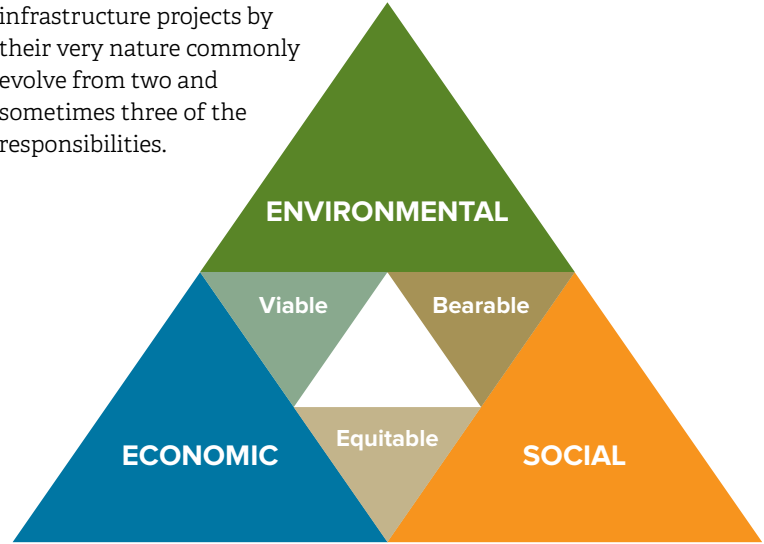 infrastructure projects by
their very nature commonly
evolve from two and
sometimes three of the
responsibilities.
ENVIRONMENTAL
Viable
Bearable
Equitable
ECONOMIC
SOCIAL